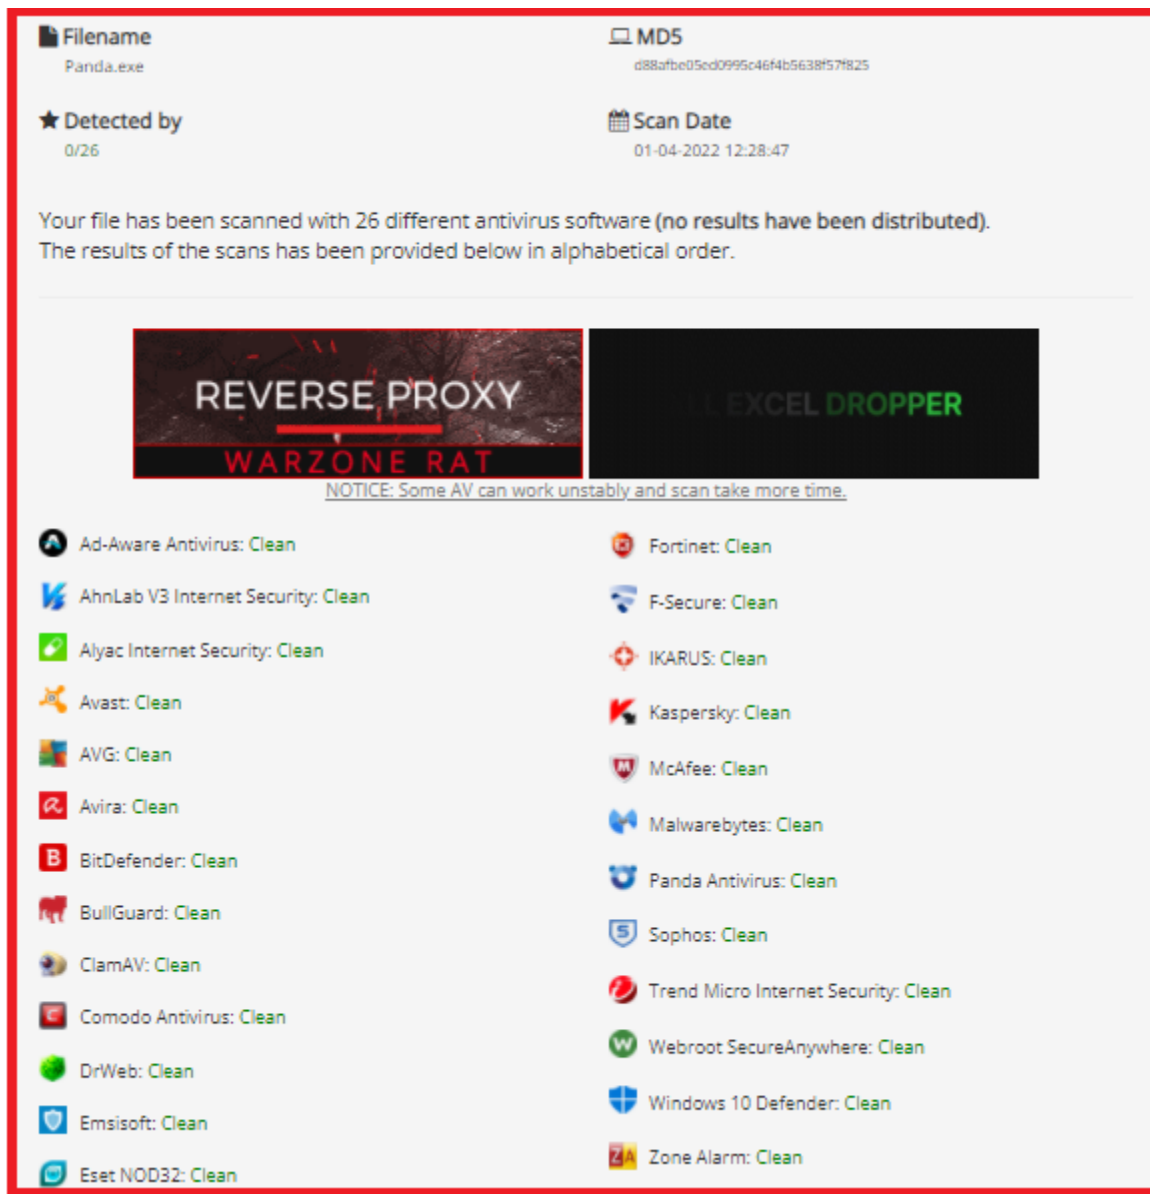 Filename
Panda.exe
MD5
d88afbe05ed0995c46f4b5638f57f825
Detected by
0/26
Scan Date
01-04-2022 12:28:47
Your file has been scanned with 26 different antivirus software (no results have been distributed).
The results of the scans has been provided below in alphabetical order.
REVERSE PROXY
WARZONE RAT
EXCEL DROPPER
NOTICE: Some AV can work unstably and scan take more time.
Ad-Aware Antivirus: Clean
AhnLab V3 Internet Security: Clean
Alyac Internet Security: Clean
Avast: Clean
AVG: Clean
Avira: Clean
BitDefender: Clean
BullGuard: Clean
ClamAV: Clean
Comodo Antivirus: Clean
DrWeb: Clean
Emsisoft: Clean
Eset NOD32: Clean
Fortinet: Clean
F-Secure: Clean
IKARUS: Clean
Kaspersky: Clean
McAfee: Clean
Malwarebytes: Clean
Panda Antivirus: Clean
Sophos: Clean
Trend Micro Internet Security: Clean
Webroot SecureAnywhere: Clean
Windows 10 Defender: Clean
Zone Alarm: Clean